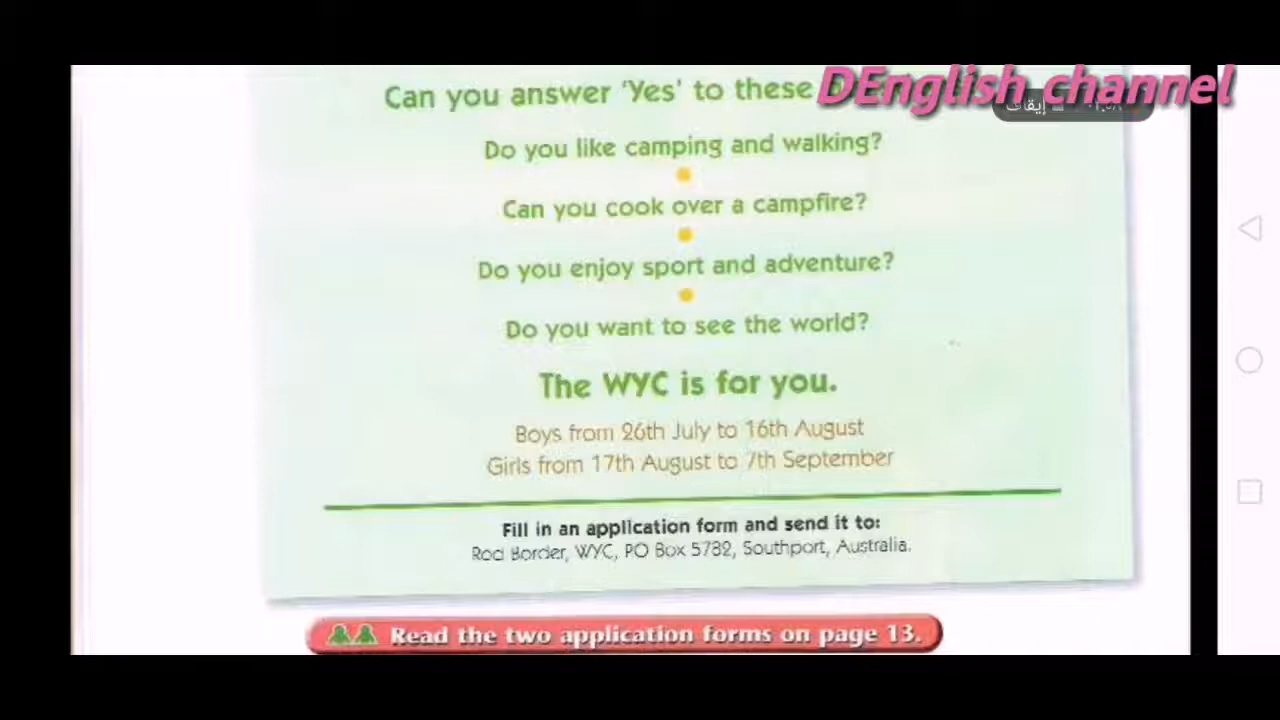 DEnglish channel
إيقاف
Can you answer 'Yes' to these
Do you like camping and walking?
Can you cook over a campfire?
Do you enjoy sport and adventure?
Do you want to see the world?
The WYC is for you.
Boys from 26th July to 16th August
Girls from 17th August to 7th September
Fill in an application form and send it to:
Rod Border, WYC, PO Box 5782, Southport, Australia.
Read the two application forms on page 13.